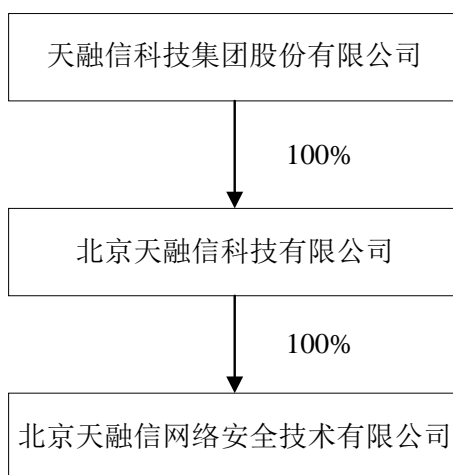 天融信科技集团股份有限公司
100%
北京天融信科技有限公司
100%
北京天融信网络安全技术有限公司